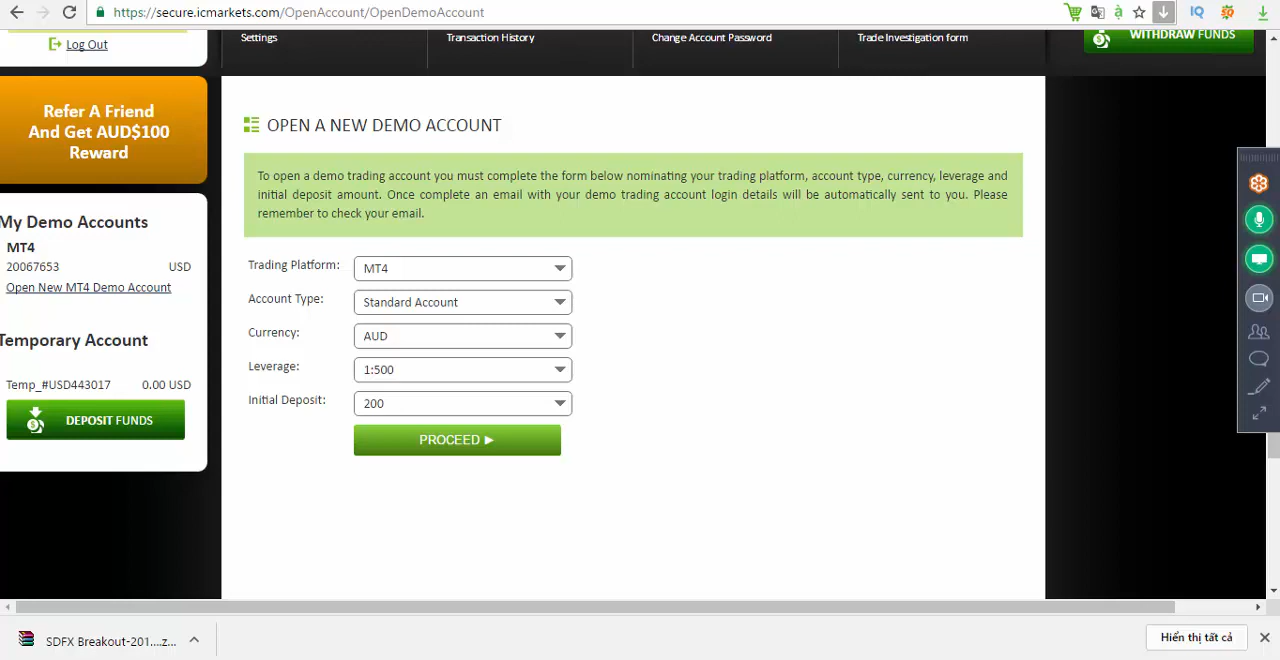 https://secure.icmarkets.com/OpenAccount/OpenDemoAccount
IQ
Log Out
Settings
Transaction History
Change Account Password
Trade Investigation form
WITHDRAW FUNDS
Refer A Friend
And Get AUD$100
Reward
OPEN A NEW DEMO ACCOUNT
To open a demo trading account you must complete the form below nominating your trading platform, account type, currency, leverage and
initial deposit amount. Once complete an email with your demo trading account login details will be automatically sent to you. Please
remember to check your email.
My Demo Accounts
MT4
20067653 USD
Open New MT4 Demo Account
Temporary Account
Temp_#USD443017 0.00 USD
DEPOSIT FUNDS
Trading Platform: MT4
Account Type: Standard Account
Currency: AUD
Leverage: 1:500
Initial Deposit: 200
PROCEED ►
SDFX Breakout-201....z...
Hiển thị tất cả